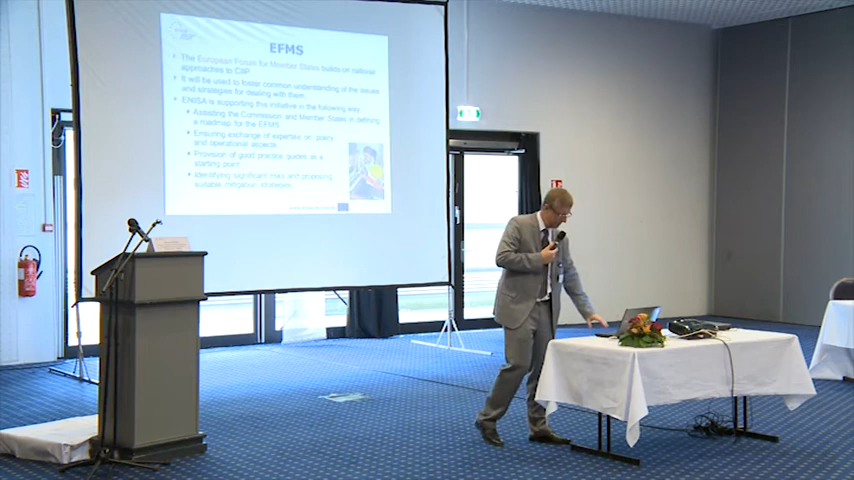 EFMS
The European Forum for Member States builds on national
approaches to CIIP
It will be used to foster common understanding of the issues
and strategies for dealing with them.
ENISA is supporting this initiative in the following way
Assisting the Commission and Member States in defining
a roadmap for the EFMS
Ensuring exchange of expertise on policy
and operational aspects
Provision of good practice guides as a
starting point
Identifying significant risks and proposing
suitable mitigation strategies